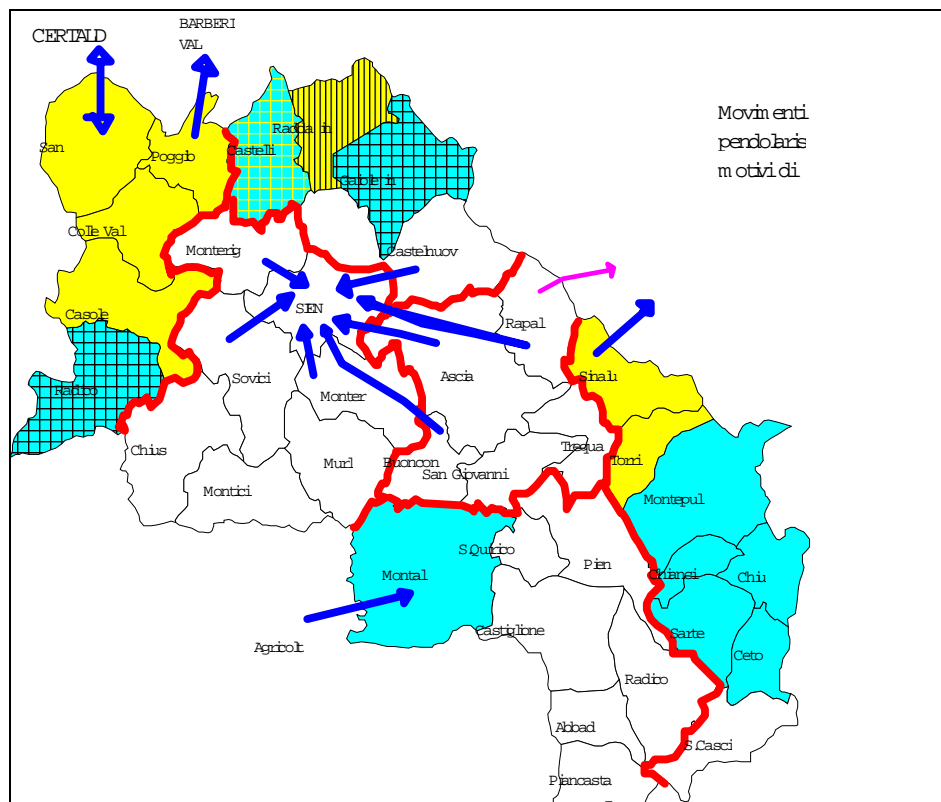 CERTALD
BARBERI
VAL
Movimenti
pendolaris
motivi di
San
Poggib
Castelli
Radda in
Gaiole in
Colle Val
Monterig
Castelnuov
Casole
SIEN
Rapal
Radico
Sovici
Monter
Ascia
Sinalu
Chius
Murl
Buoncon
San Giovanni
Trequa
Torri
Montici
Montepul
S.Quirico
Pien
Montal
Chianci
Chiu
Agricolt
Castiglione
Sarte
Ceto
Radico
Abbad
S.Casci
Piancasta